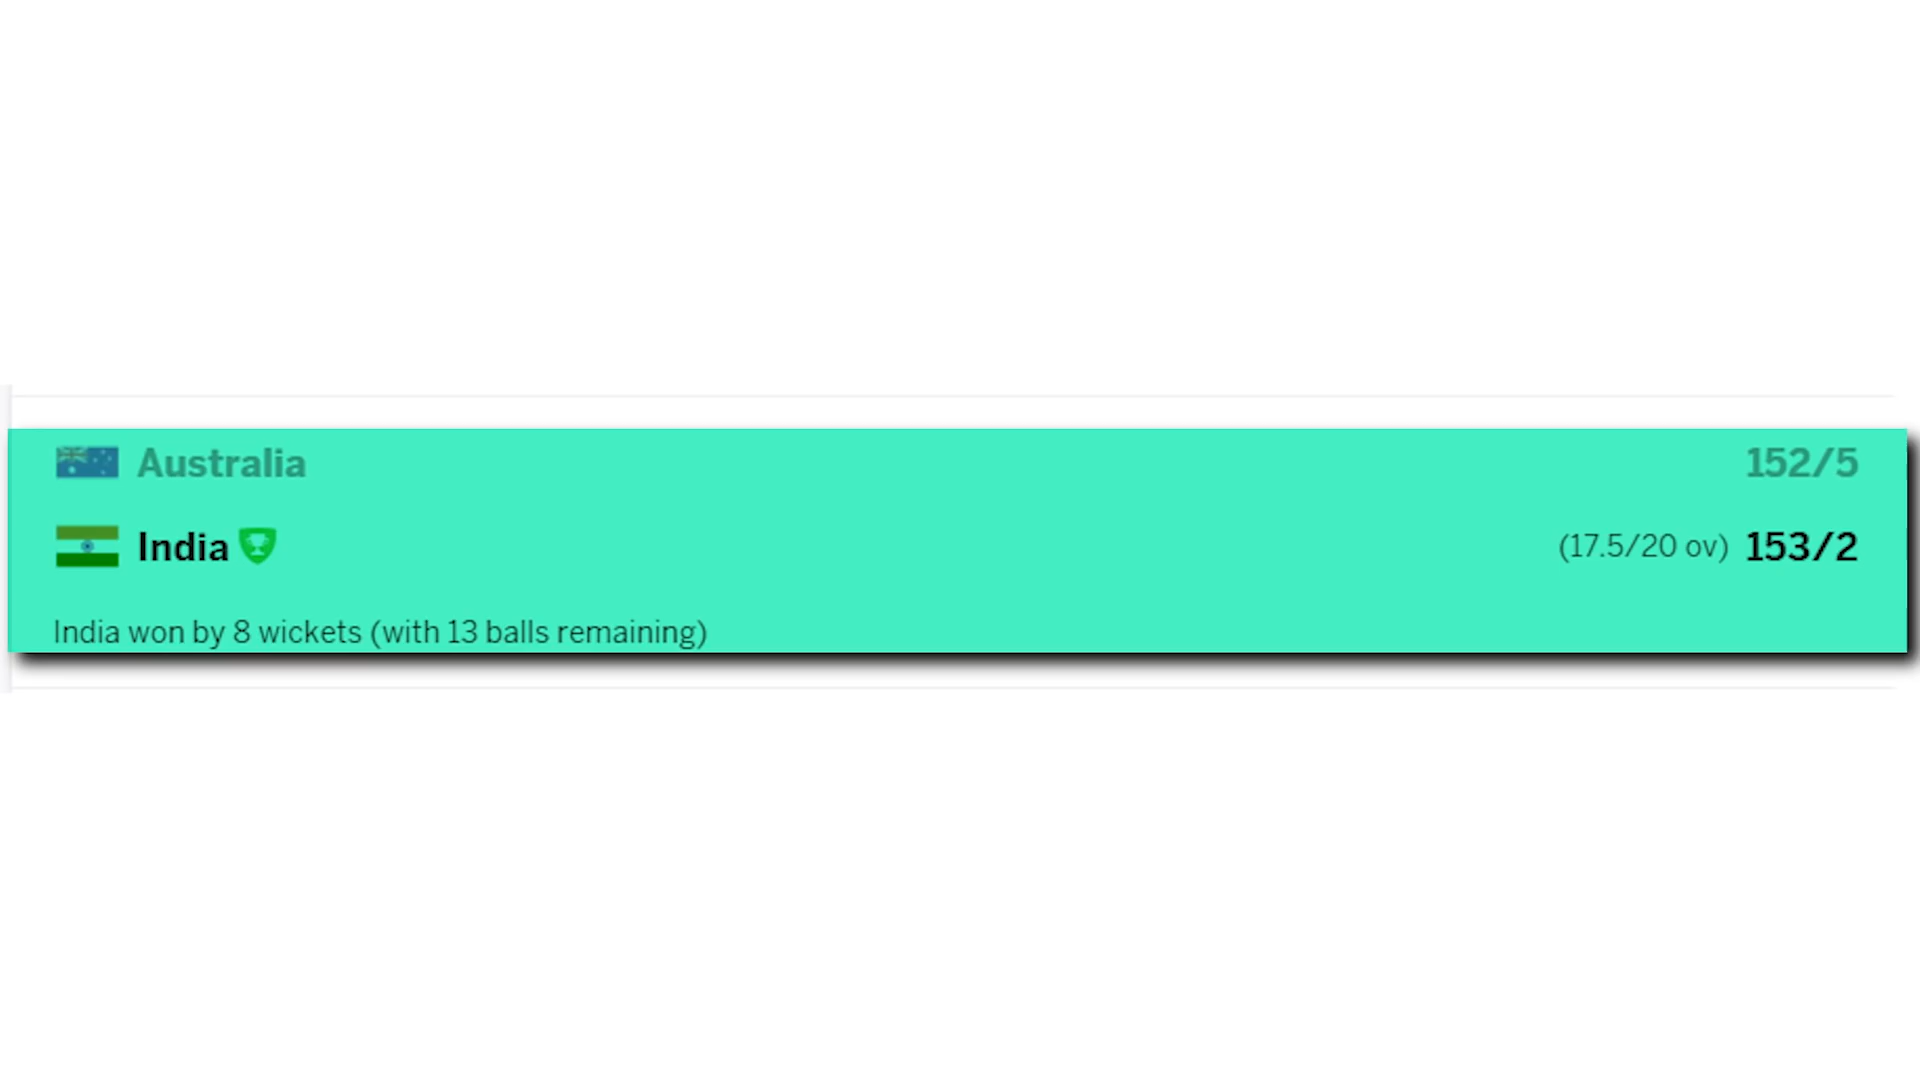 Australia 152/5
India (17.5/20 ov) 153/2
India won by 8 wickets (with 13 balls remaining)